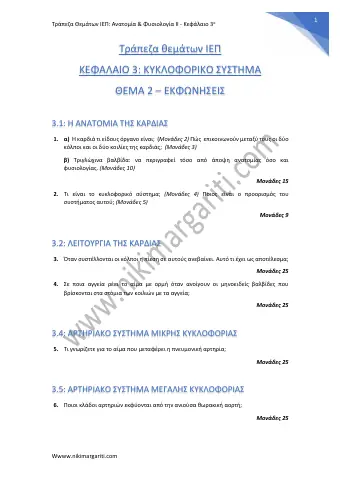 Τράπεζα Θεμάτων ΙΕΠ: Ανατομία & Φυσιολογία ΙΙ - Κεφάλαιο 3ο
1
Τράπεζα θεμάτων ΙΕΠ
ΚΕΦΑΛΑΙΟ 3: ΚΥΚΛΟΦΟΡΙΚΟ ΣΥΣΤΗΜΑ
ΘΕΜΑ 2 – ΕΚΦΩΝΗΣΕΙΣ
3.1: Η ΑΝΑΤΟΜΙΑ ΤΗΣ ΚΑΡΔΙΑΣ
1. α) Η καρδιά τι είδους όργανο είναι; (Μονάδες 2) Πώς επικοινωνούν μεταξύ τους οι δύο
κόλποι και οι δύο κοιλίες της καρδιάς; (Μονάδες 3)
β) Τριγλώχινα βαλβίδα: να περιγραφεί τόσο από άποψη ανατομίας όσο και
φυσιολογίας. (Μονάδες 10)
Μονάδες 15
2. Τι είναι το κυκλοφορικό σύστημα; (Μονάδες 4) Ποιος είναι ο προορισμός του
συστήματος αυτού; (Μονάδες 5)
Μονάδες 9
3.2: ΛΕΙΤΟΥΡΓΙΑ ΤΗΣ ΚΑΡΔΙΑΣ
3. Όταν συστέλλονται οι κόλποι η πίεση σε αυτούς ανεβαίνει. Αυτό τι έχει ως αποτέλεσμα;
Μονάδες 25
4. Σε ποια αγγεία ρέει το αίμα με ορμή όταν ανοίγουν οι μηνοειδείς βαλβίδες που
βρίσκονται στα στόμια των κοιλιών με τα αγγεία;
Μονάδες 25
3.4: ΑΡΤΗΡΙΑΚΟ ΣΥΣΤΗΜΑ ΜΙΚΡΗΣ ΚΥΚΛΟΦΟΡΙΑΣ
5. Τι γνωρίζετε για το αίμα που μεταφέρει η πνευμονική αρτηρία;
Μονάδες 25
3.5: ΑΡΤΗΡΙΑΚΟ ΣΥΣΤΗΜΑ ΜΕΓΑΛΗΣ ΚΥΚΛΟΦΟΡΙΑΣ
6. Ποιοι κλάδοι αρτηριών εκφύονται από την ανιούσα θωρακική αορτή;
Μονάδες 25
www.nikimargariti.com
Wwww.nikimargariti.com